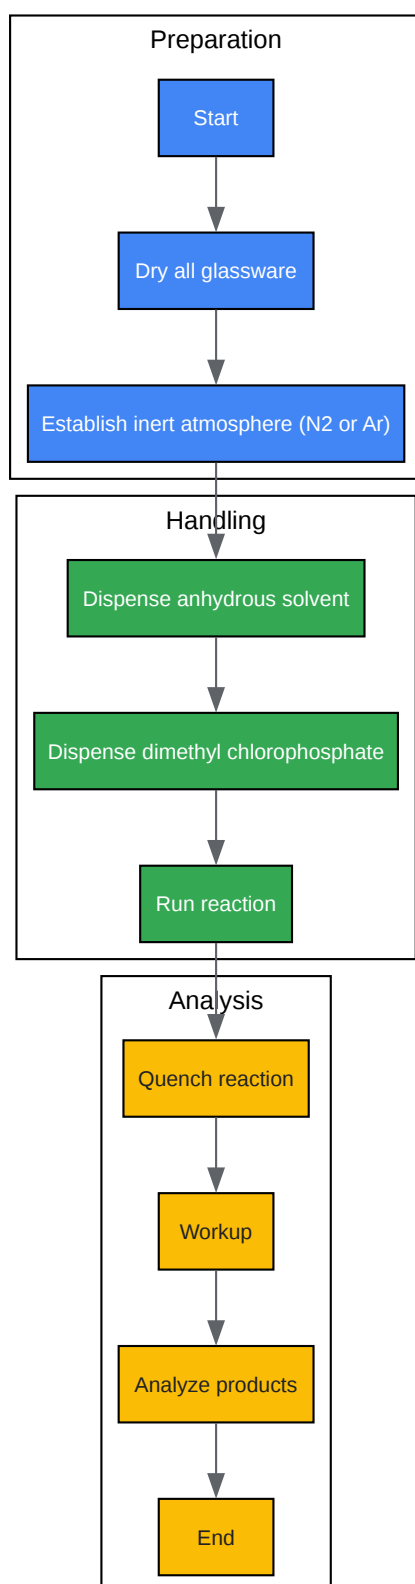 Preparation
Start
Dry all glassware
Establish inert atmosphere (N2 or Ar)
Handling
Dispense anhydrous solvent
Dispense dimethyl chlorophosphate
Run reaction
Analysis
Quench reaction
Workup
Analyze products
End